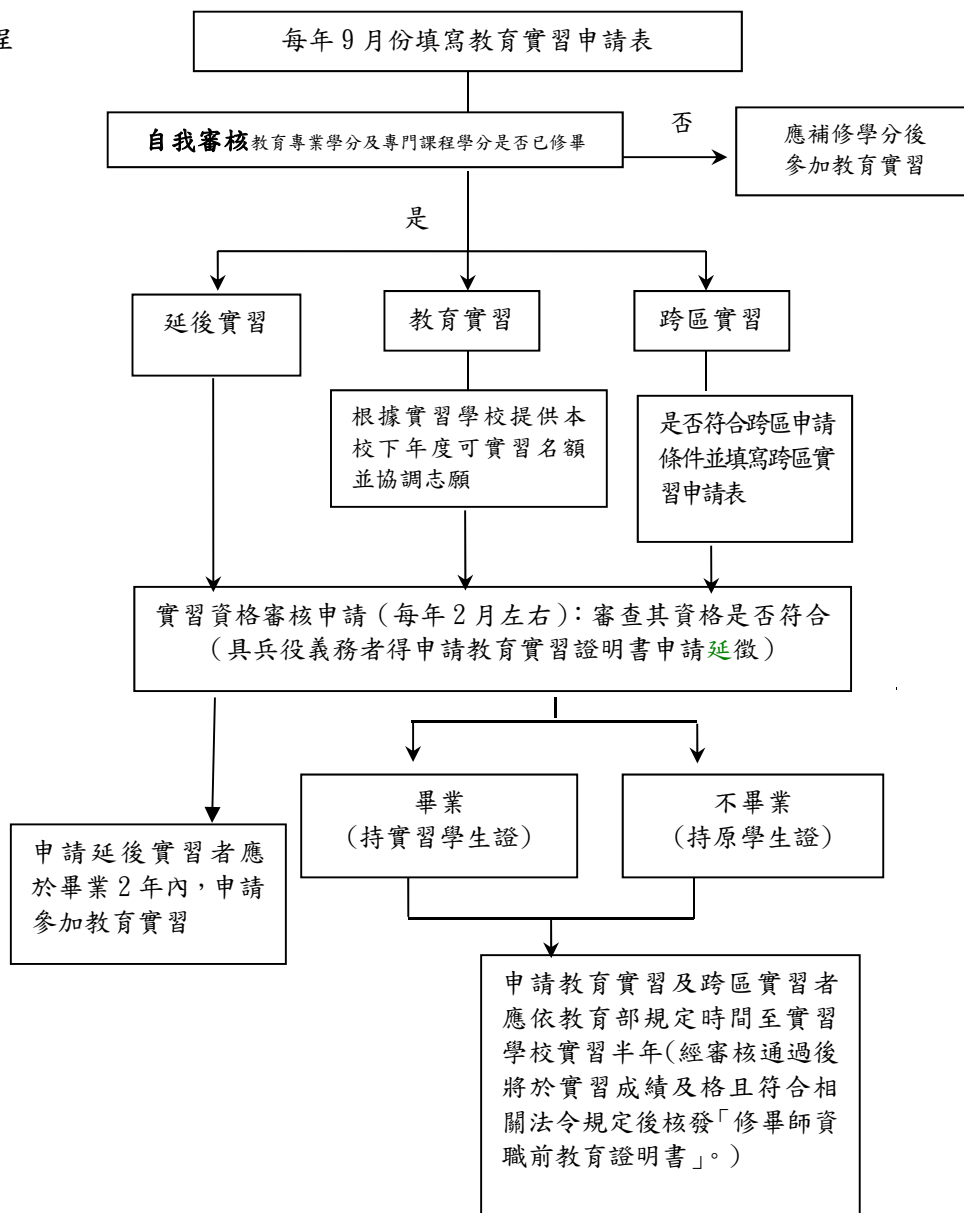 每年9月份填寫教育實習申請表
自我審核教育專業學分及專門課程學分是否已修畢
否
應補修學分後
參加教育實習
是
延後實習
教育實習
跨區實習
根據實習學校提供本
校下年度可實習名額
並協調志願
是否符合跨區申請
條件並填寫跨區實
習申請表
實習資格審核申請（每年2月左右）：審查其資格是否符合
（具兵役義務者得申請教育實習證明書申請延徵）
畢業
(持實習學生證)
不畢業
(持原學生證)
申請延後實習者應
於畢業2年內，申請
參加教育實習
申請教育實習及跨區實習者
應依教育部規定時間至實習
學校實習半年(經審核通過後
將於實習成績及格且符合相
關法令規定後核發「修畢師資
職前教育證明書」。)